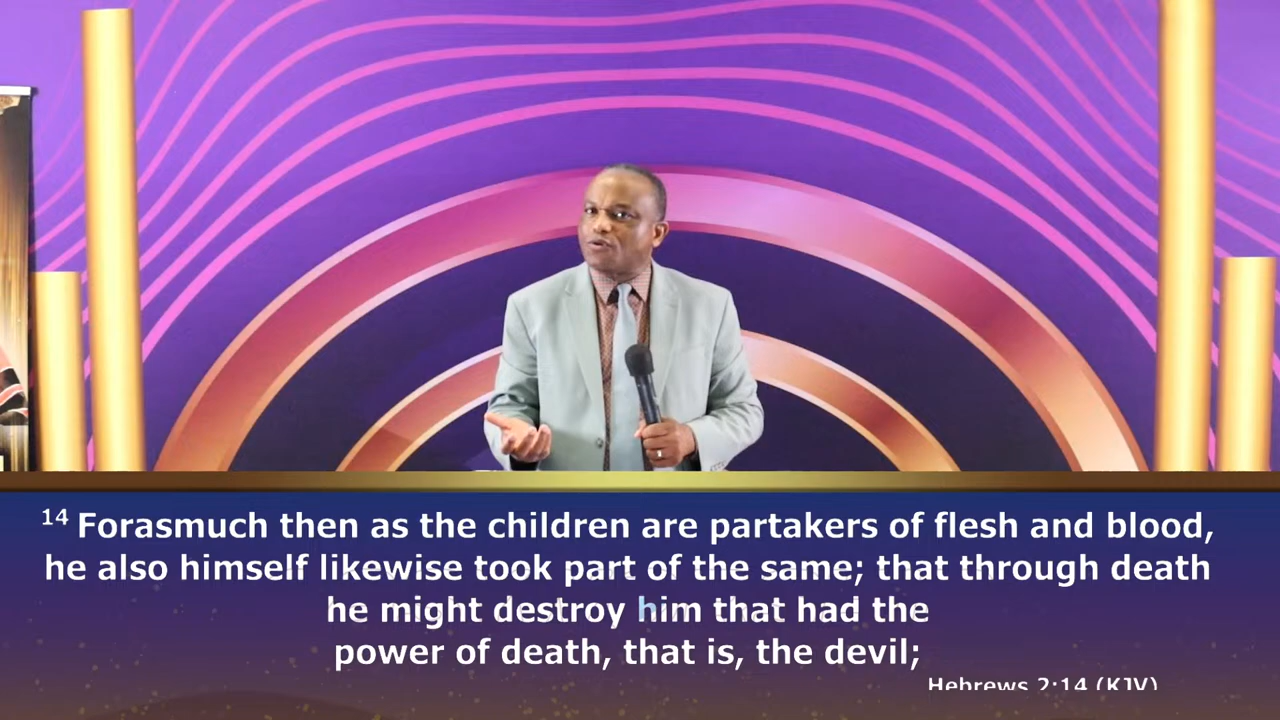 14 Forasmuch then as the children are partakers of flesh and blood,
he also himself likewise took part of the same; that through death
he might destroy him that had the
power of death, that is, the devil;
Hebrews 2:14 (KJV)